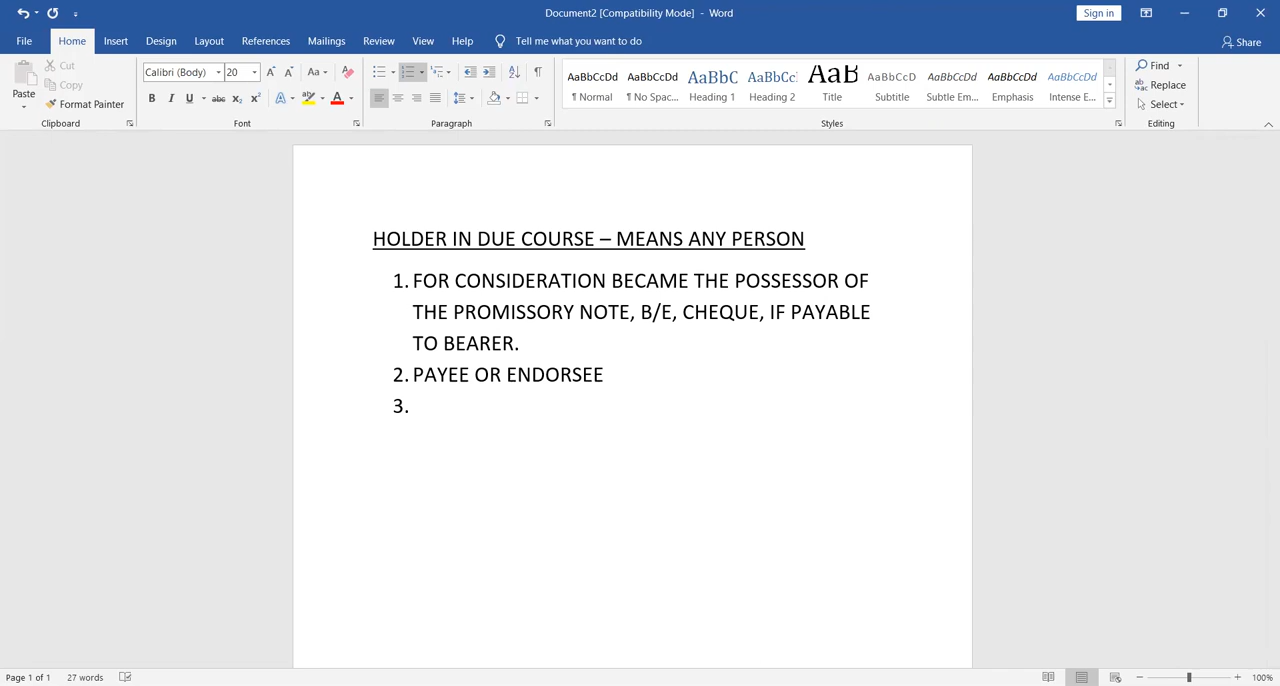 Document2 [Compatibility Mode] - Word
Sign in
File Home Insert Design Layout References Mailings Review View Help Tell me what you want to do
Share
Paste
Cut
Copy
Format Painter
Clipboard
Calibri (Body) 20
Font
Paragraph
AaBbCcDd AaBbCcDd AaBbC AaBbCc AaB AaBbCcD AaBbCcDd AaBbCcDd AaBbCcDd
¶ Normal ¶ No Spac... Heading 1 Heading 2 Title Subtitle Subtle Em... Emphasis Intense E...
Styles
Find
Replace
Select
Editing
HOLDER IN DUE COURSE – MEANS ANY PERSON
1. FOR CONSIDERATION BECAME THE POSSESSOR OF
THE PROMISSORY NOTE, B/E, CHEQUE, IF PAYABLE
TO BEARER.
2. PAYEE OR ENDORSEE
3.
Page 1 of 1 27 words
100%